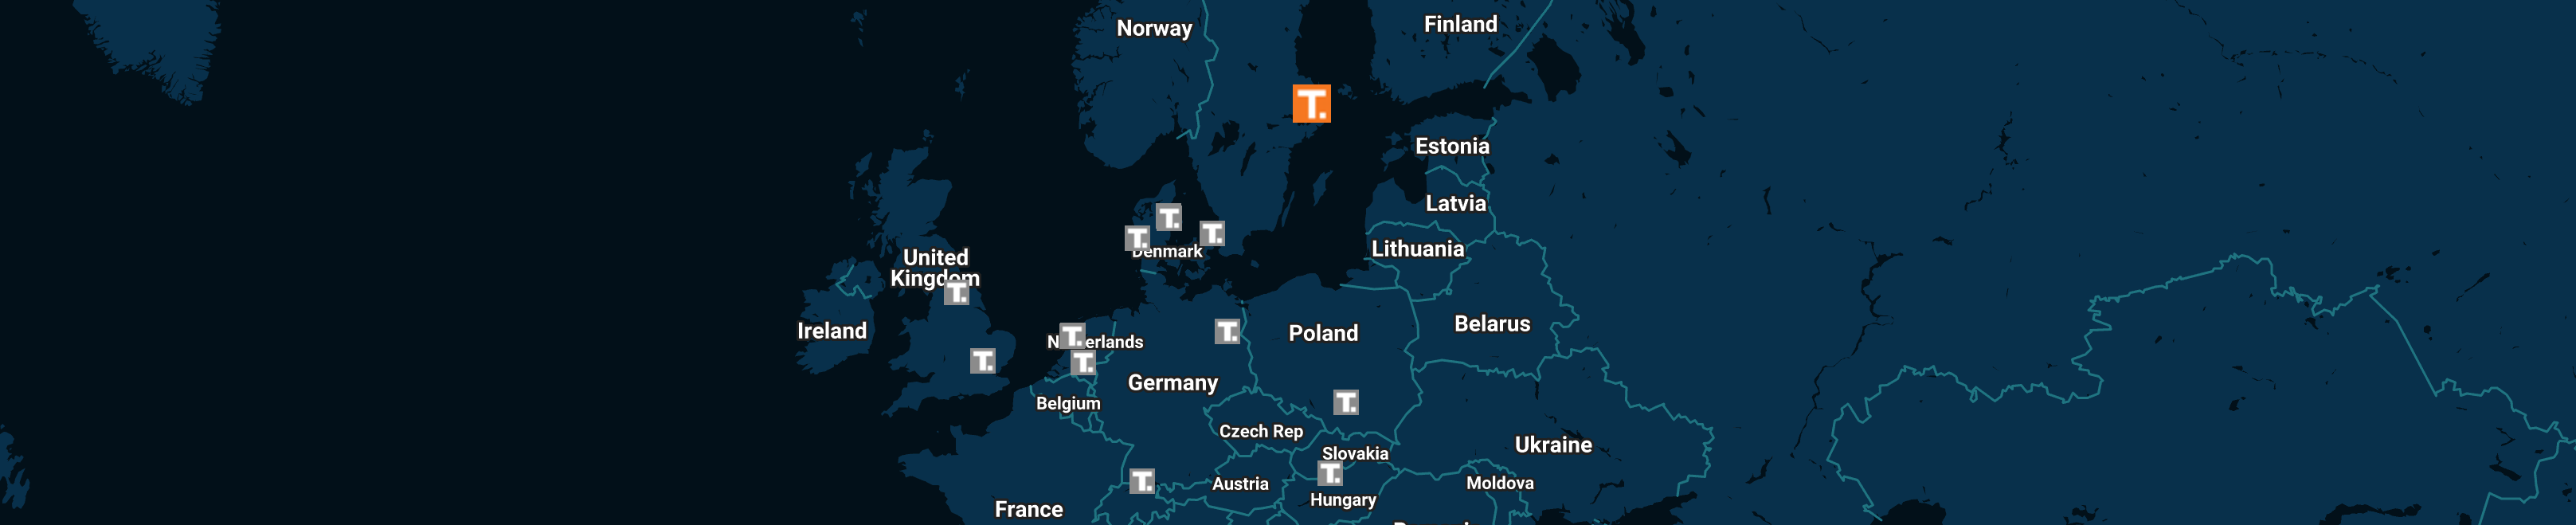 Norway
Finland
T.
Estonia
Latvia
T.
T.
T.
Denmark
Lithuania
United
Kingdom
T.
Ireland
Belarus
T.
Poland
T.
Netherlands
T.
T.
Germany
Belgium
T.
Czech Rep
Ukraine
Slovakia
T.
T.
Austria
Moldova
Hungary
France